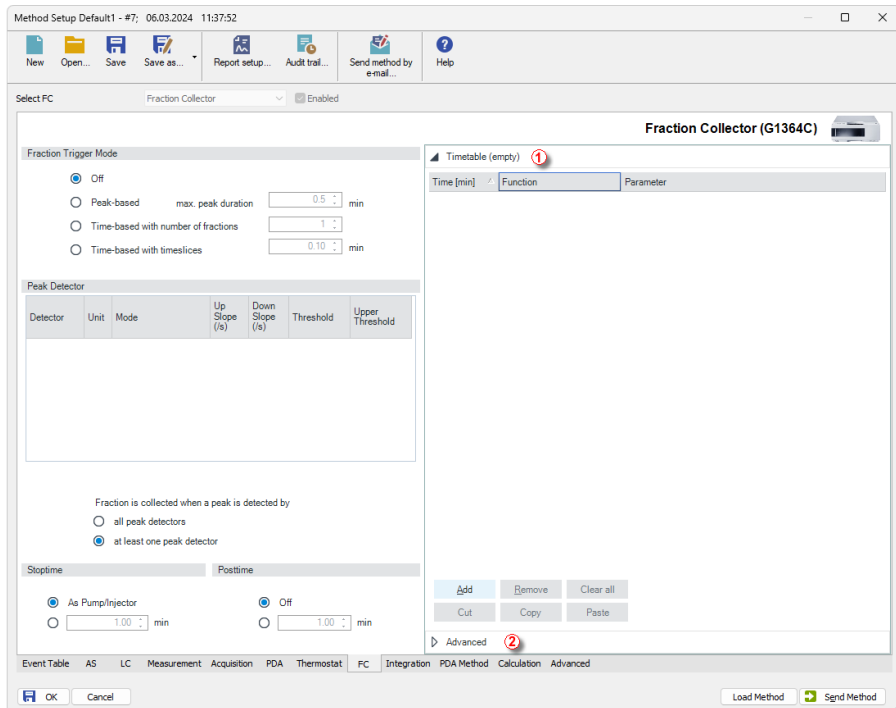 Method Setup Default1 - #7; 06.03.2024 11:37:52
New Open... Save Save as... Report setup... Audit trail... Send method by e-mail... Help
Select FC Fraction Collector Enabled
Fraction Collector (G1364C)
Fraction Trigger Mode
Off
Peak-based max. peak duration 0.5 min
Time-based with number of fractions 1
Time-based with timeslices 0.10 min
Peak Detector
Detector Unit Mode Up Slope (/s) Down Slope (/s) Threshold Upper Threshold
Fraction is collected when a peak is detected by
all peak detectors
at least one peak detector
Stoptime Posttime
As Pump/Injector Off
1.00 min 1.00 min
Timetable (empty) 1
Time [min] Function Parameter
Add Remove Clear all
Cut Copy Paste
Advanced 2
Event Table AS LC Measurement Acquisition PDA Thermostat FC Integration PDA Method Calculation Advanced
OK Cancel Load Method Send Method